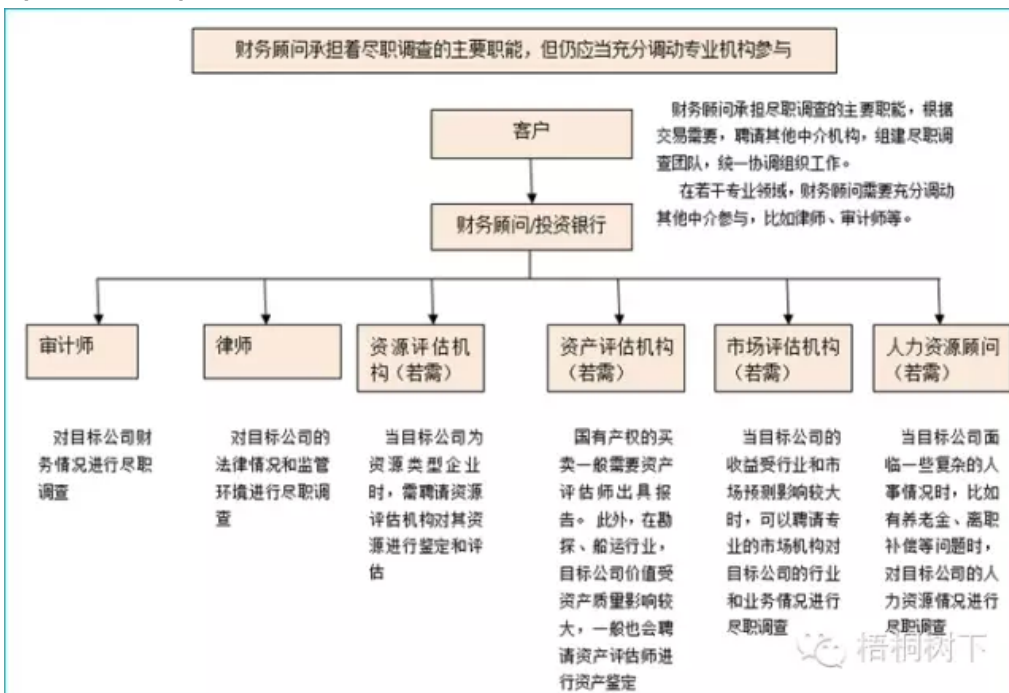 财务顾问承担着尽职调查的主要职能，但仍应当充分调动专业机构参与
客户
财务顾问承担尽职调查的主要职能，根据
交易需要，聘请其他中介机构，组建尽职调
查团队，统一协调组织工作。
在若干专业领域，财务顾问需要充分调动
其他中介参与，比如律师、审计师等。
财务顾问/投资银行
审计师
律师
资源评估机
构（若需）
资产评估机构
（若需）
市场评估机构
（若需）
人力资源顾问
（若需）
对目标公司财
务情况进行尽职
调查
对目标公司的
法律情况和监管
环境进行尽职调
查
当目标公司为
资源类型企业
时，需聘请资源
评估机构对其资
源进行鉴定和评
估
国有产权的买
卖一般需要资产
评估师出具报
告。此外，在勘
探、船运行业，
目标公司价值受
资产质量影响较
大，一般也会聘
请资产评估师进
行资产鉴定
当目标公司的
收益受行业和市
场预测影响较大
时，可以聘请专
业的市场机构对
目标公司的行业
和业务情况进行
尽职调查
当目标公司面
临一些复杂的人
事情况时，比如
有养老金、离职
补偿等问题时，
对目标公司的人
力资源情况进行
尽职调查
梧桐树下